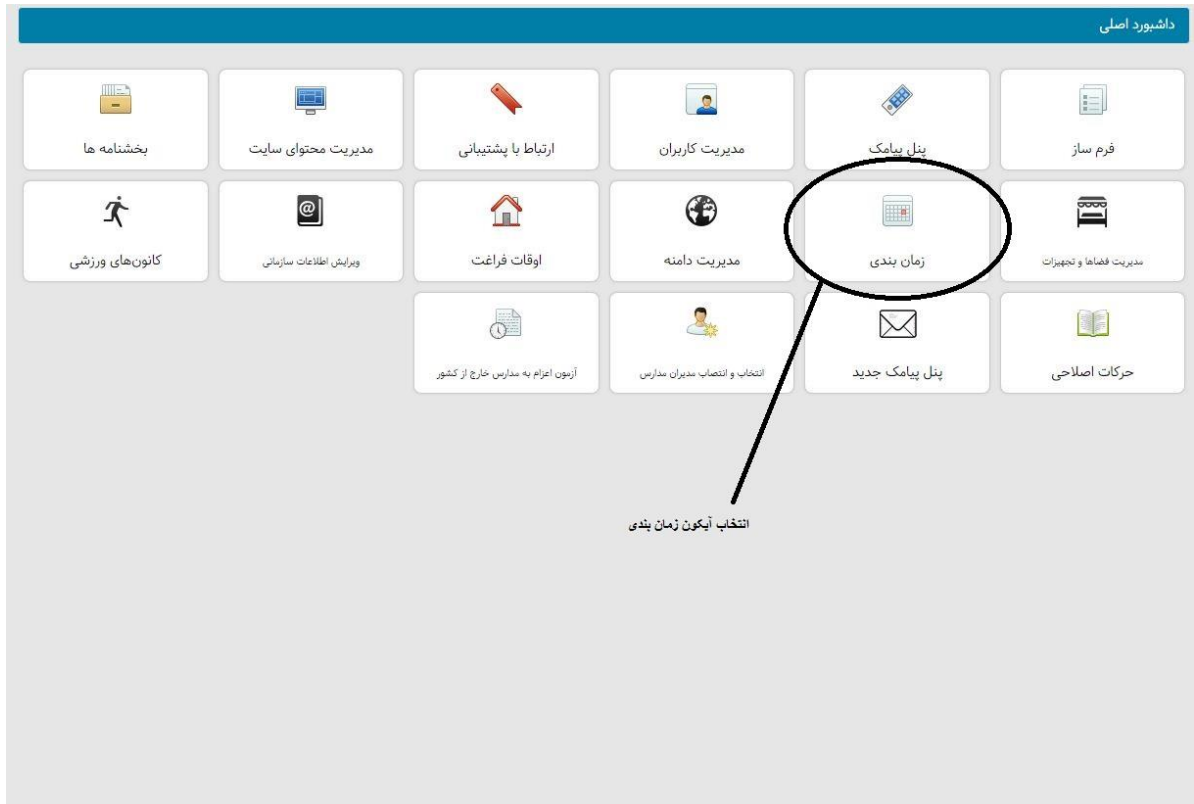 داشبورد اصلی
فرم ساز
پنل پیامک
مدیریت کاربران
ارتباط با پشتیبانی
مدیریت محتوای سایت
بخشنامه ها
مدیریت فضاها و تجهیزات
زمان بندی
مدیریت دامنه
اوقات فراغت
ویرایش اطلاعات سازمانی
کانون‌های ورزشی
حرکات اصلاحی
پنل پیامک جدید
انتخاب و انتصاب مدیران مدارس
آزمون اعزام به مدارس خارج از کشور
انتخاب آیکون زمان بندی